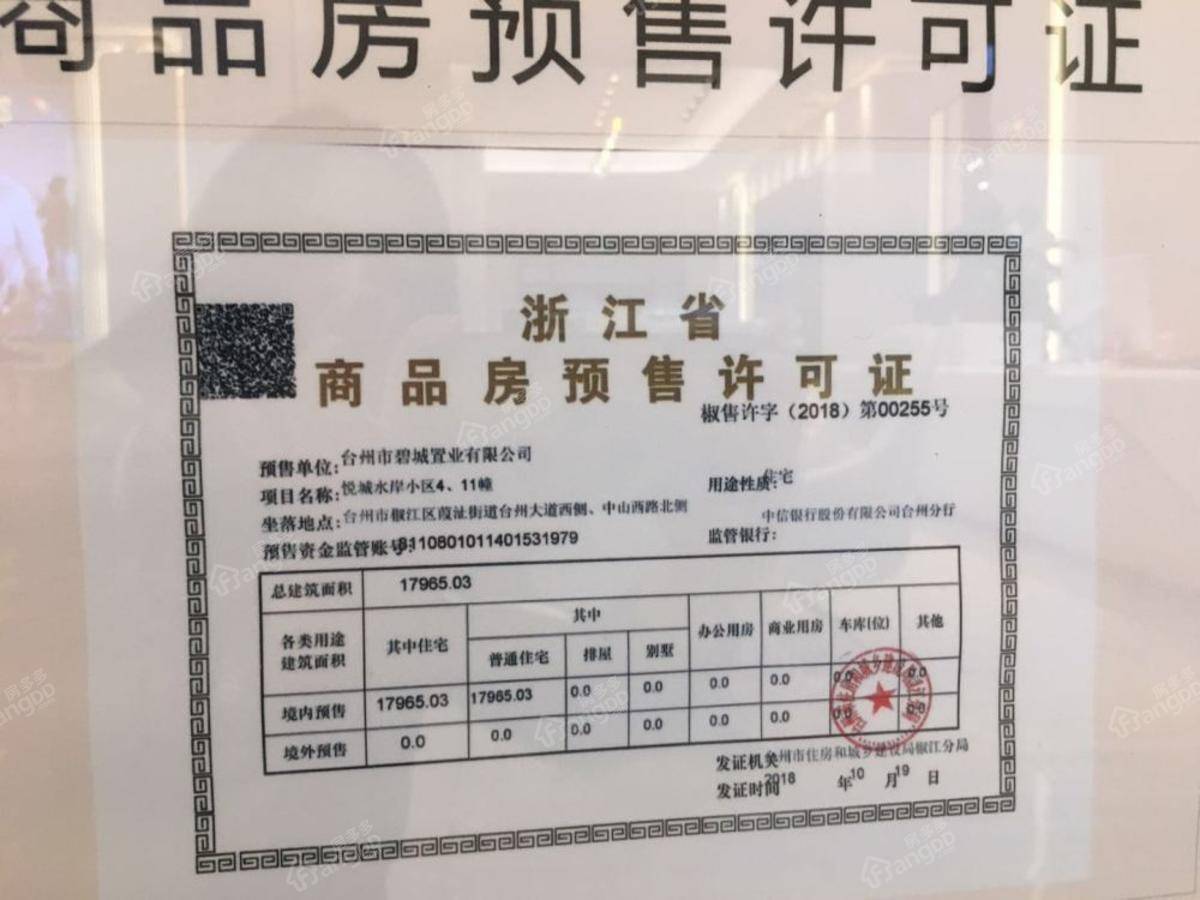 商品房预售许可证
浙江省
商品房预售许可证
椒售许字（2018）第00255号
预售单位：台州市碧城置业有限公司
项目名称：悦城水岸小区4、11幢
用途性质：住宅
坐落地点：台州市椒江区葭沚街道台州大道西侧、中山西路北侧
预售资金监管账号：8110801011401531979
监管银行：中信银行股份有限公司台州分行
总建筑面积 17965.03
各类用途建筑面积 其中住宅 其中 办公用房 商业用房 车库(位) 其他
普通住宅 排屋 别墅
境内预售 17965.03 17965.03 0.0 0.0 0.0 0.0 0.0 0.0
境外预售 0.0 0.0 0.0 0.0 0.0 0.0 0.0 0.0
发证机关 台州市住房和城乡建设局椒江分局
发证时间 2018 年 10 月 19 日
房多多
Fangdd